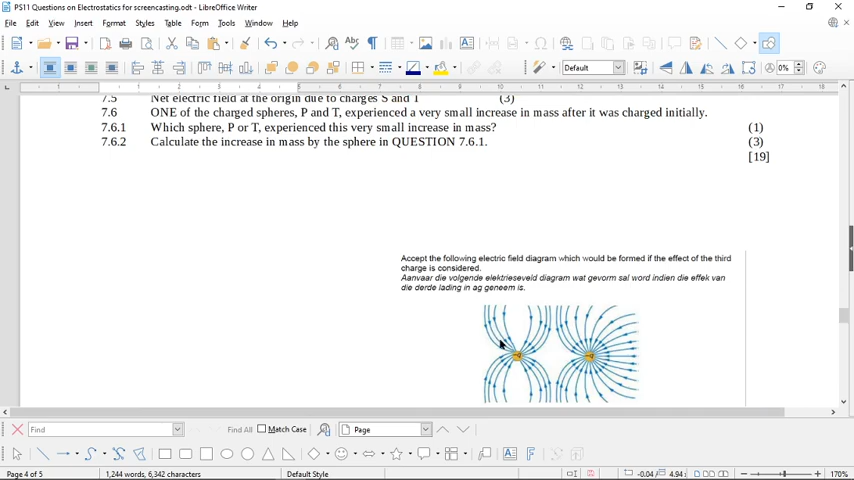 PS11 Questions on Electrostatics for screencasting.odt - LibreOffice Writer
File Edit View Insert Format Styles Table Form Tools Window Help
Default 0%
7.5 Net electric field at the origin due to charges S and T (3)
7.6 ONE of the charged spheres, P and T, experienced a very small increase in mass after it was charged initially.
7.6.1 Which sphere, P or T, experienced this very small increase in mass? (1)
7.6.2 Calculate the increase in mass by the sphere in QUESTION 7.6.1. (3)
[19]
Accept the following electric field diagram which would be formed if the effect of the third
charge is considered.
Aanvaar die volgende elektrieseveld diagram wat gevorm sal word indien die effek van
die derde lading in ag geneem is.
Find Find All Match Case Page
Page 4 of 5 1,244 words, 6,342 characters Default Style -0.04 / 4.94 170%